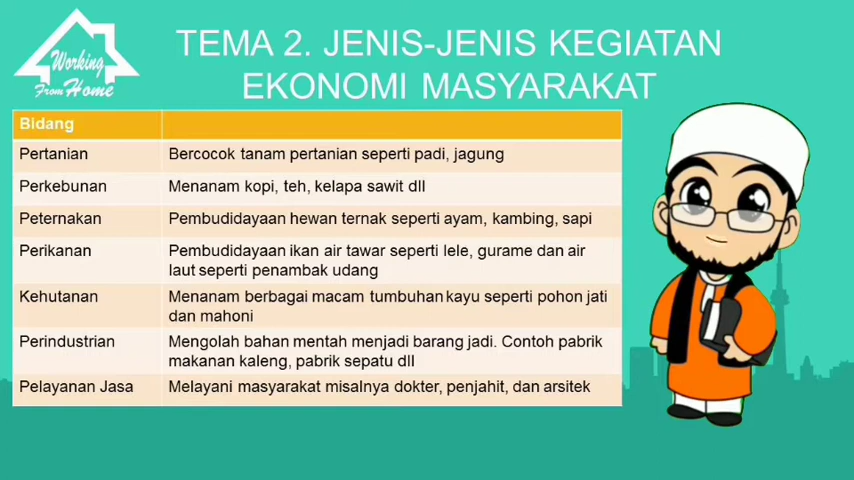 Working
From Home
TEMA 2. JENIS-JENIS KEGIATAN
EKONOMI MASYARAKAT
Bidang
Pertanian Bercocok tanam pertanian seperti padi, jagung
Perkebunan Menanam kopi, teh, kelapa sawit dll
Peternakan Pembudidayaan hewan ternak seperti ayam, kambing, sapi
Perikanan Pembudidayaan ikan air tawar seperti lele, gurame dan air
laut seperti penambak udang
Kehutanan Menanam berbagai macam tumbuhan kayu seperti pohon jati
dan mahoni
Perindustrian Mengolah bahan mentah menjadi barang jadi. Contoh pabrik
makanan kaleng, pabrik sepatu dll
Pelayanan Jasa Melayani masyarakat misalnya dokter, penjahit, dan arsitek